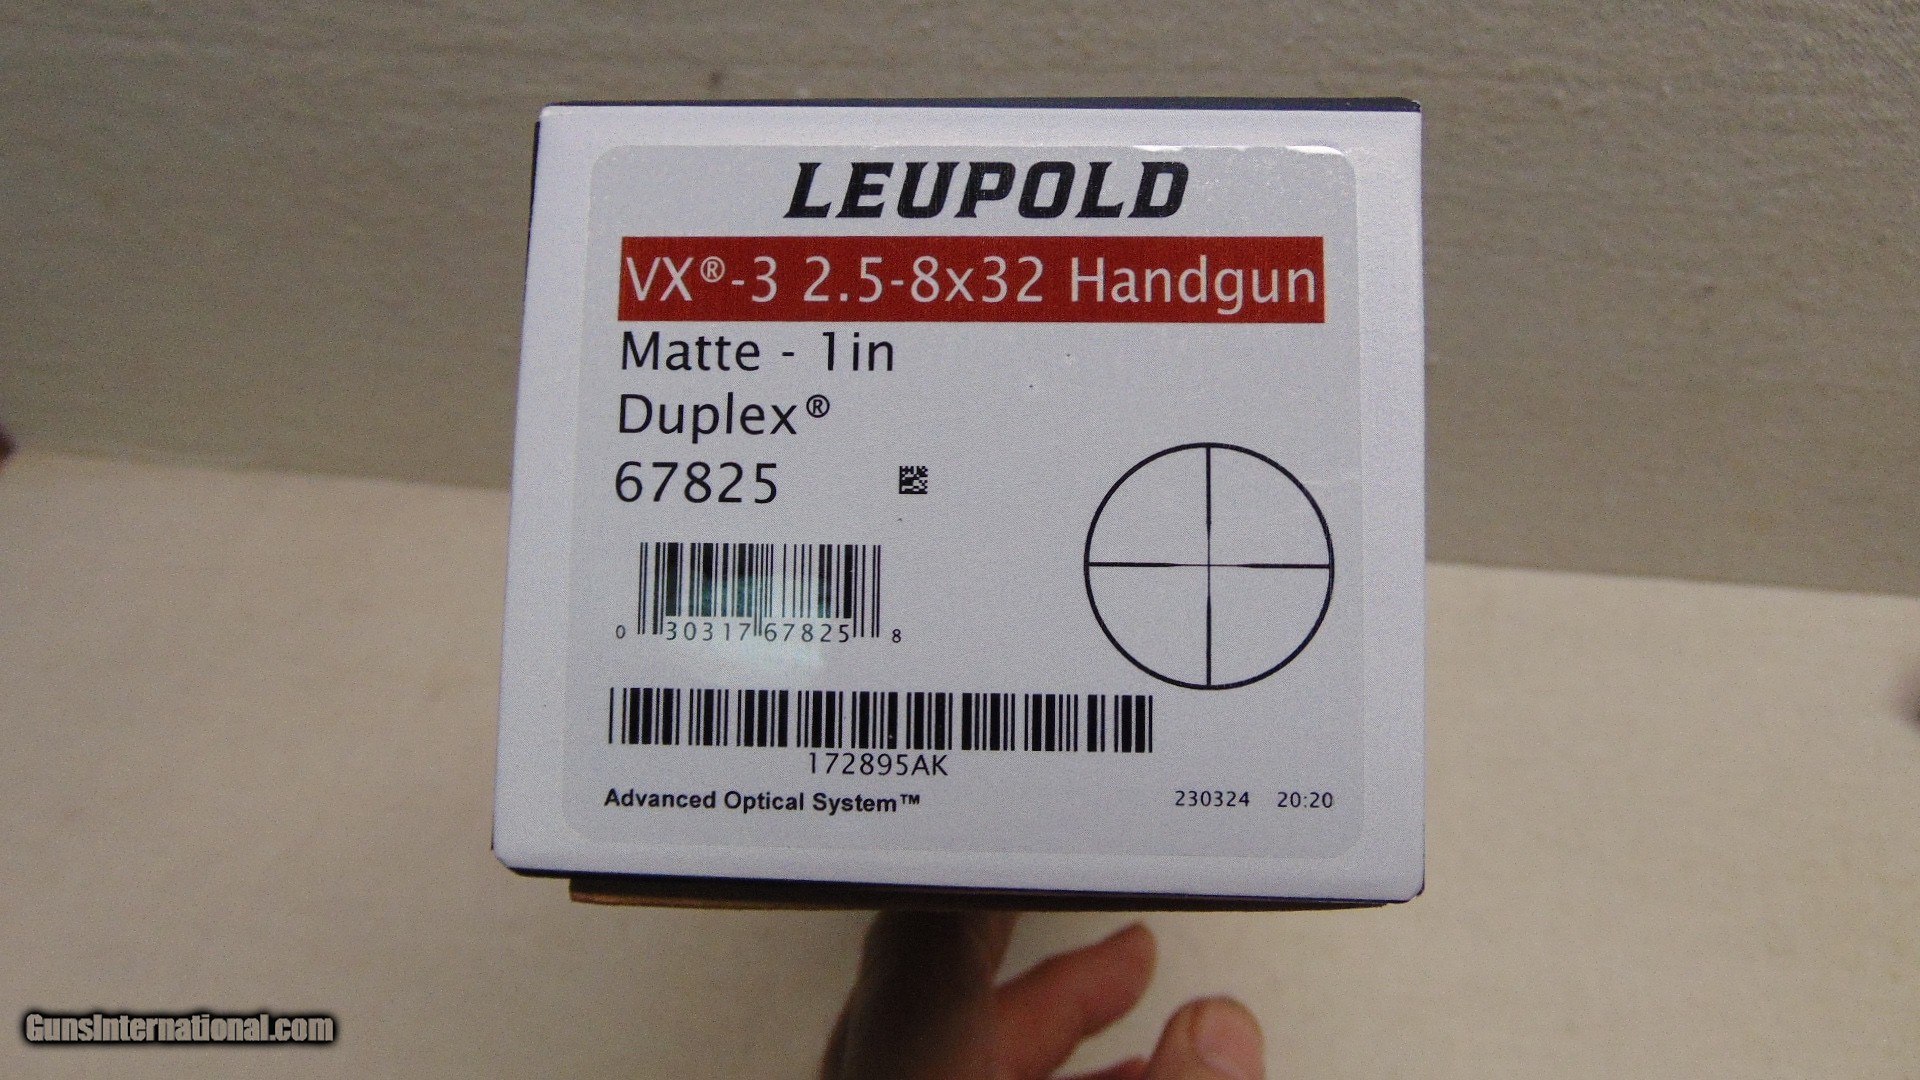 LEUPOLD
VX®-3 2.5-8x32 Handgun
Matte - 1in
Duplex®
67825
0 30317 67825 8
172895AK
Advanced Optical System™ 230324 20:20
GunsInternational.com